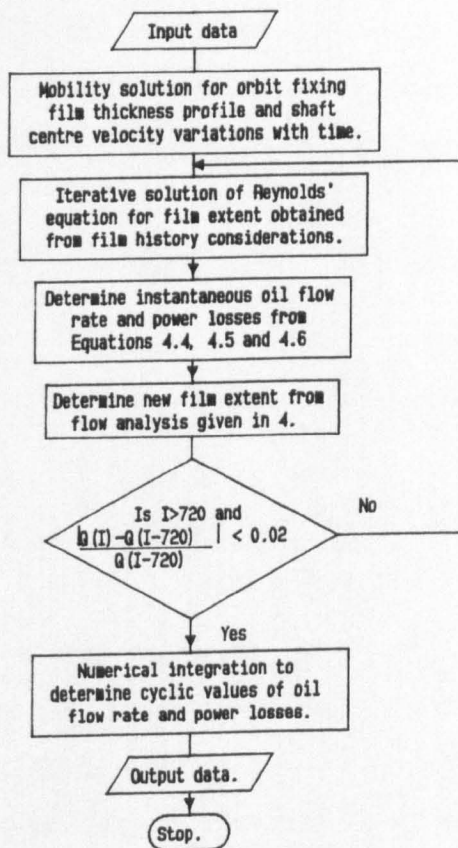 Input data
Mobility solution for orbit fixing
film thickness profile and shaft
centre velocity variations with time.
Iterative solution of Reynolds'
equation for film extent obtained
from film history considerations.
Determine instantaneous oil flow
rate and power losses from
Equations 4.4, 4.5 and 4.6
Determine new film extent from
flow analysis given in 4.
Is I>720 and
|Q(I)-Q(I-720)| < 0.02
Q(I-720)
No
Yes
Numerical integration to
determine cyclic values of oil
flow rate and power losses.
Output data.
Stop.